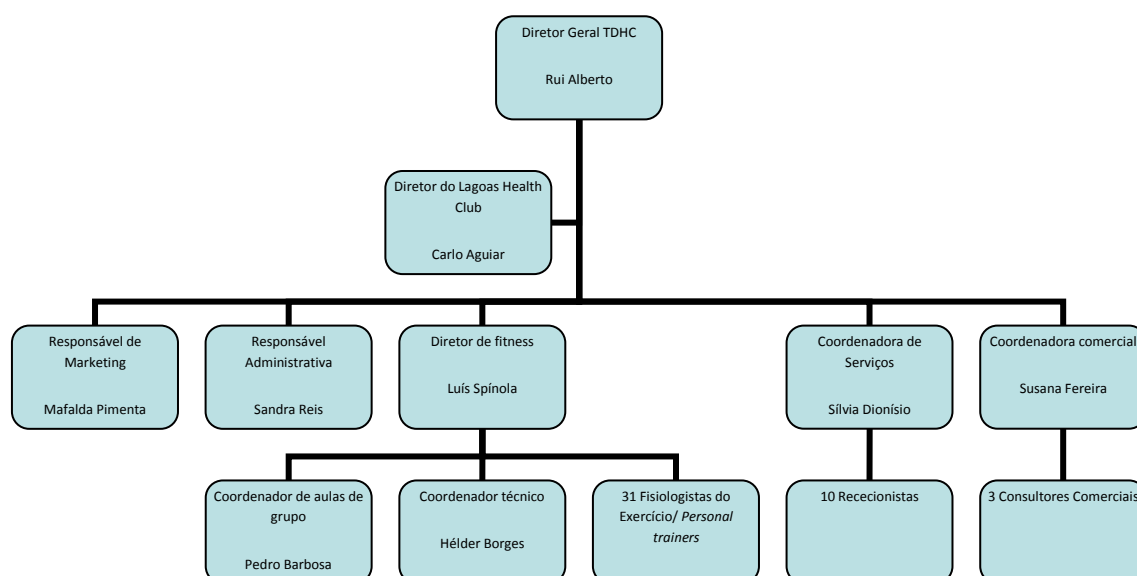 Diretor Geral TDHC
Rui Alberto
Diretor do Lagoas Health
Club
Carlo Aguiar
Responsável de
Marketing
Mafalda Pimenta
Responsável
Administrativa
Sandra Reis
Diretor de fitness
Luís Spínola
Coordenadora de
Serviços
Sílvia Dionísio
Coordenadora comercial
Susana Fereira
Coordenador de aulas de
grupo
Pedro Barbosa
Coordenador técnico
Hélder Borges
31 Fisiologistas do
Exercício/ Personal
trainers
10 Rececionistas
3 Consultores Comerciais